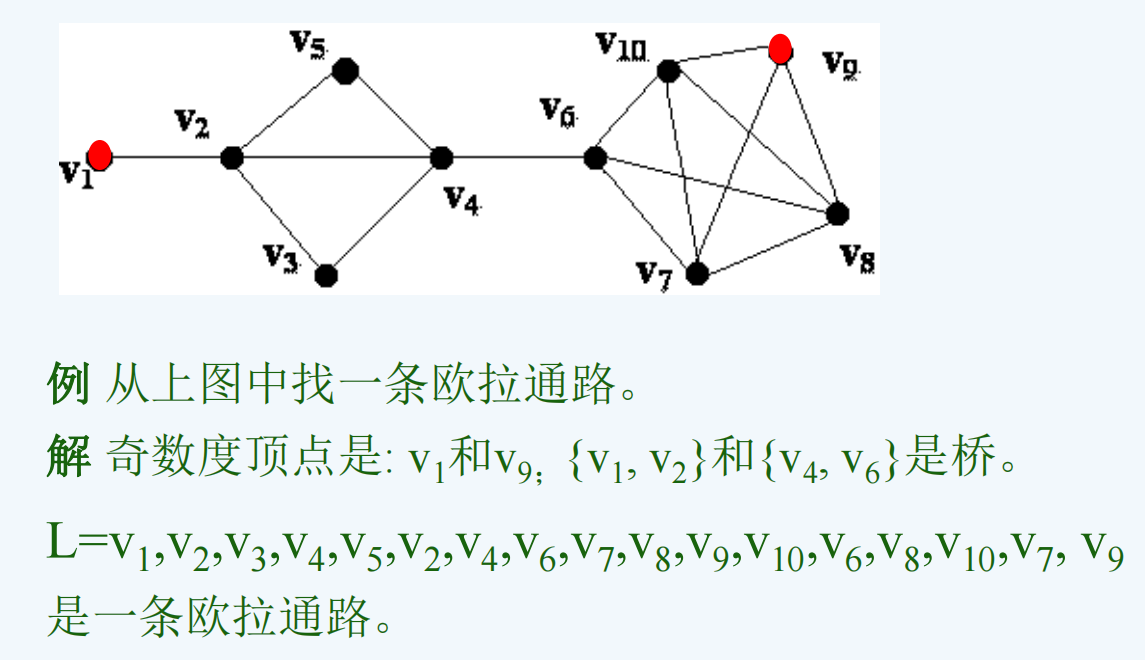 v5
v10
v9
v6
v2
v1
v4
v3
v7
v8
例 从上图中找一条欧拉通路。
解 奇数度顶点是: v1和v9; {v1, v2}和{v4, v6}是桥。
L=v1,v2,v3,v4,v5,v2,v4,v6,v7,v8,v9,v10,v6,v8,v10,v7, v9
是一条欧拉通路。